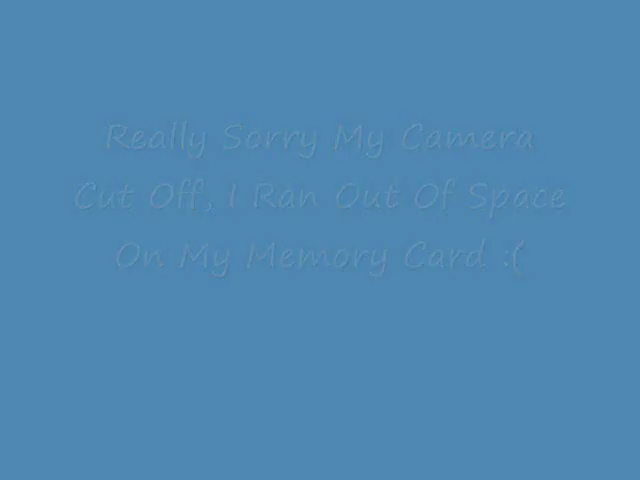 Really Sorry My Camera
Cut Off, I Ran Out Of Space
On My Memory Card :(